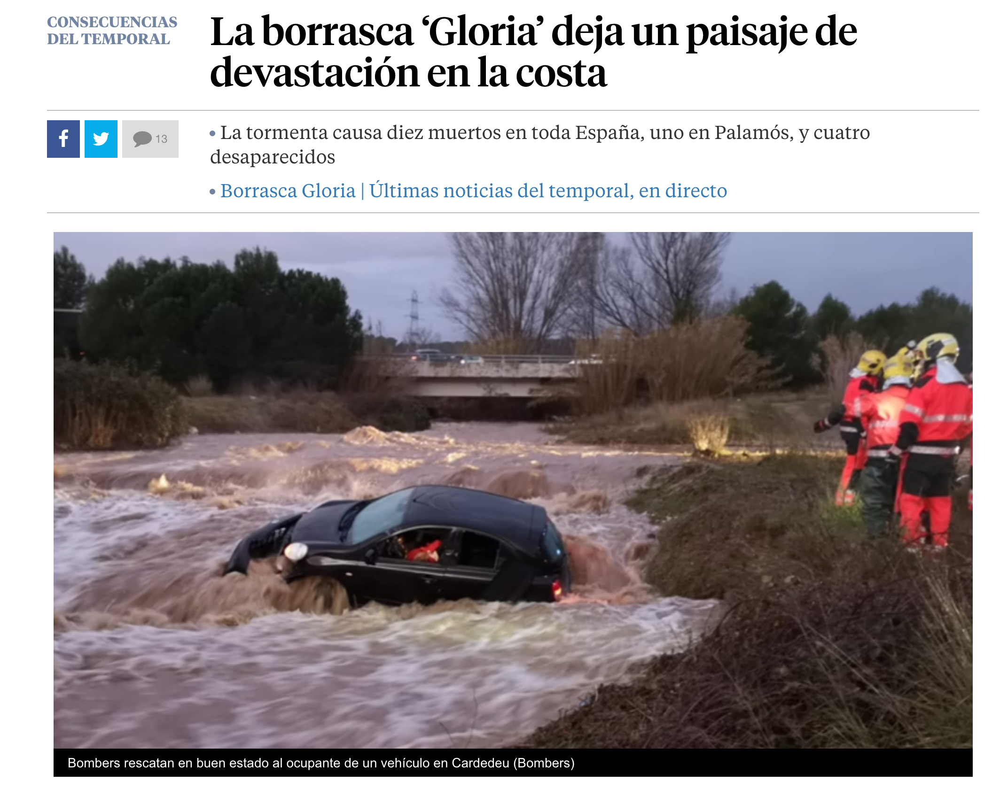 CONSECUENCIAS
DEL TEMPORAL
La borrasca ‘Gloria’ deja un paisaje de
devastación en la costa
13
• La tormenta causa diez muertos en toda España, uno en Palamós, y cuatro
desaparecidos
• Borrasca Gloria | Últimas noticias del temporal, en directo
Bombers rescatan en buen estado al ocupante de un vehículo en Cardedeu (Bombers)